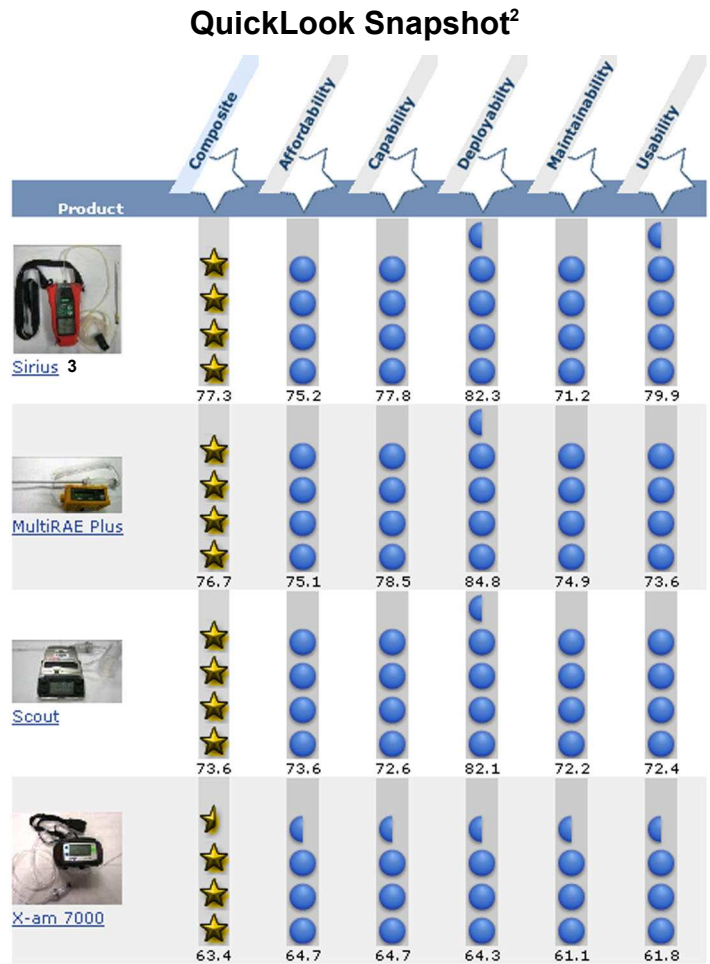 QuickLook Snapshot²
Composite Affordability Capability Deployabilty Maintainability Usability
Product
Sirius 3
77.3 75.2 77.8 82.3 71.2 79.9
MultiRAE Plus
76.7 75.1 78.5 84.8 74.9 73.6
Scout
73.6 73.6 72.6 82.1 72.2 72.4
X-am 7000
63.4 64.7 64.7 64.3 61.1 61.8